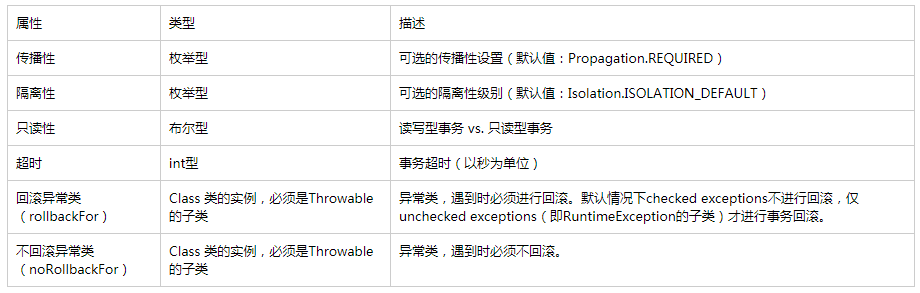 属性 类型 描述
传播性 枚举型 可选的传播性设置（默认值：Propagation.REQUIRED）
隔离性 枚举型 可选的隔离性级别（默认值：Isolation.ISOLATION_DEFAULT）
只读性 布尔型 读写型事务 vs. 只读型事务
超时 int型 事务超时（以秒为单位）
回滚异常类 Class 类的实例，必须是Throwable 异常类，遇到时必须进行回滚。默认情况下checked exceptions不进行回滚，仅
（rollbackFor） 的子类 unchecked exceptions（即RuntimeException的子类）才进行事务回滚。
不回滚异常类 Class 类的实例，必须是Throwable 异常类，遇到时必须不回滚。
（noRollbackFor） 的子类